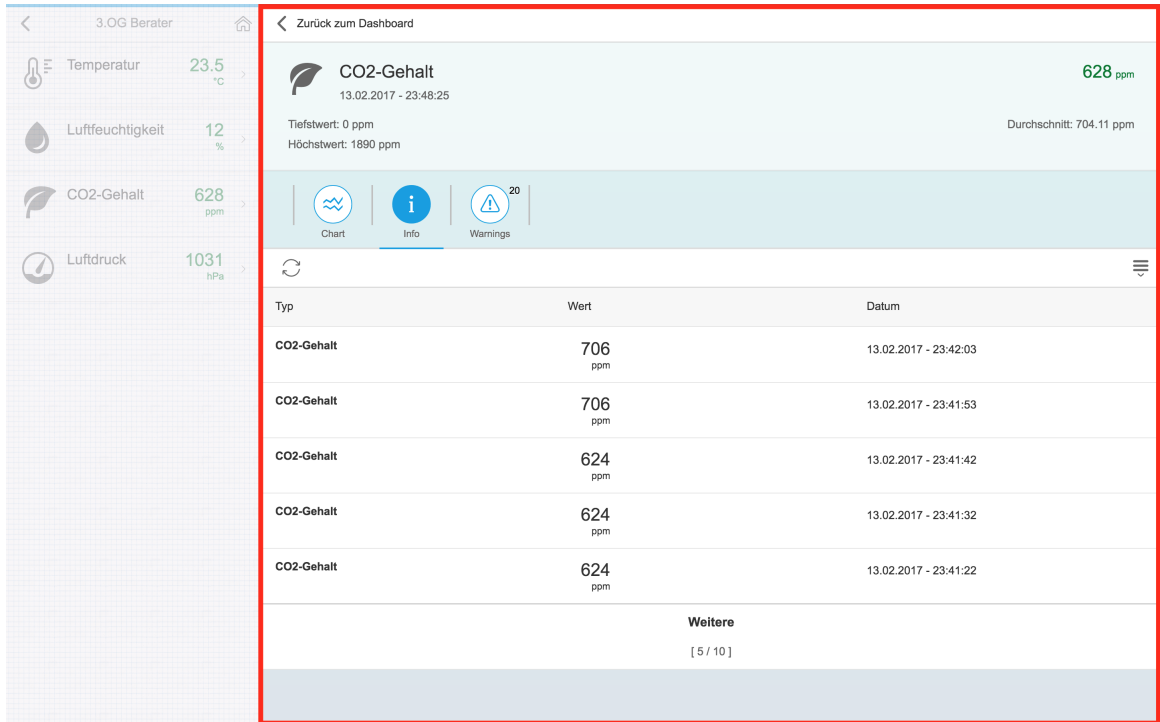 3.OG Berater
Temperatur 23.5 °C
Luftfeuchtigkeit 12 %
CO2-Gehalt 628 ppm
Luftdruck 1031 hPa
Zurück zum Dashboard
CO2-Gehalt 628 ppm
13.02.2017 - 23:48:25
Tiefstwert: 0 ppm Durchschnitt: 704.11 ppm
Höchstwert: 1890 ppm
20
Chart Info Warnings
Typ Wert Datum
CO2-Gehalt 706 ppm 13.02.2017 - 23:42:03
CO2-Gehalt 706 ppm 13.02.2017 - 23:41:53
CO2-Gehalt 624 ppm 13.02.2017 - 23:41:42
CO2-Gehalt 624 ppm 13.02.2017 - 23:41:32
CO2-Gehalt 624 ppm 13.02.2017 - 23:41:22
Weitere
[ 5 / 10 ]